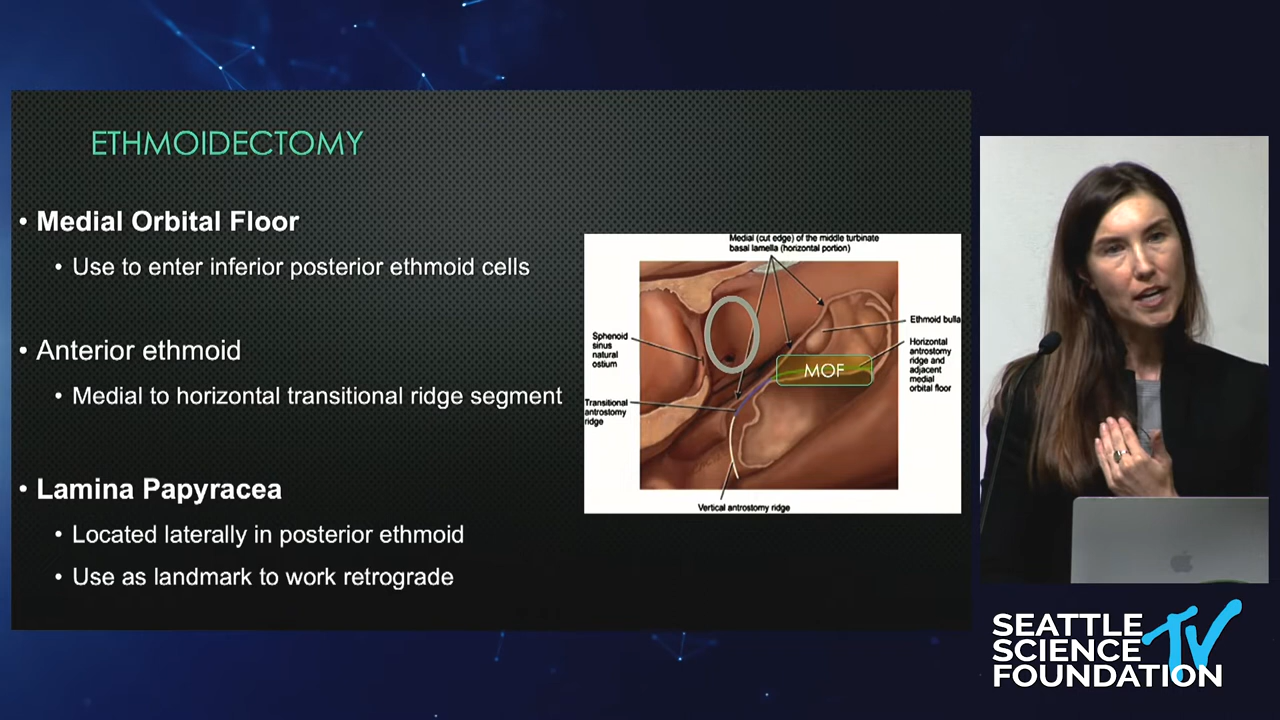 ETHMOIDECTOMY
• Medial Orbital Floor
• Use to enter inferior posterior ethmoid cells
• Anterior ethmoid
• Medial to horizontal transitional ridge segment
• Lamina Papyracea
• Located laterally in posterior ethmoid
• Use as landmark to work retrograde
Medial (cut edge) of the middle turbinate
basal lamella (horizontal portion)
Sphenoid
sinus
natural
ostium
Transitional
antrostomy
ridge
Ethmoid bulla
Horizontal
antrostomy
ridge and
adjacent
medial
orbital floor
MOF
Vertical antrostomy ridge
SEATTLE
SCIENCE
FOUNDATION
TV